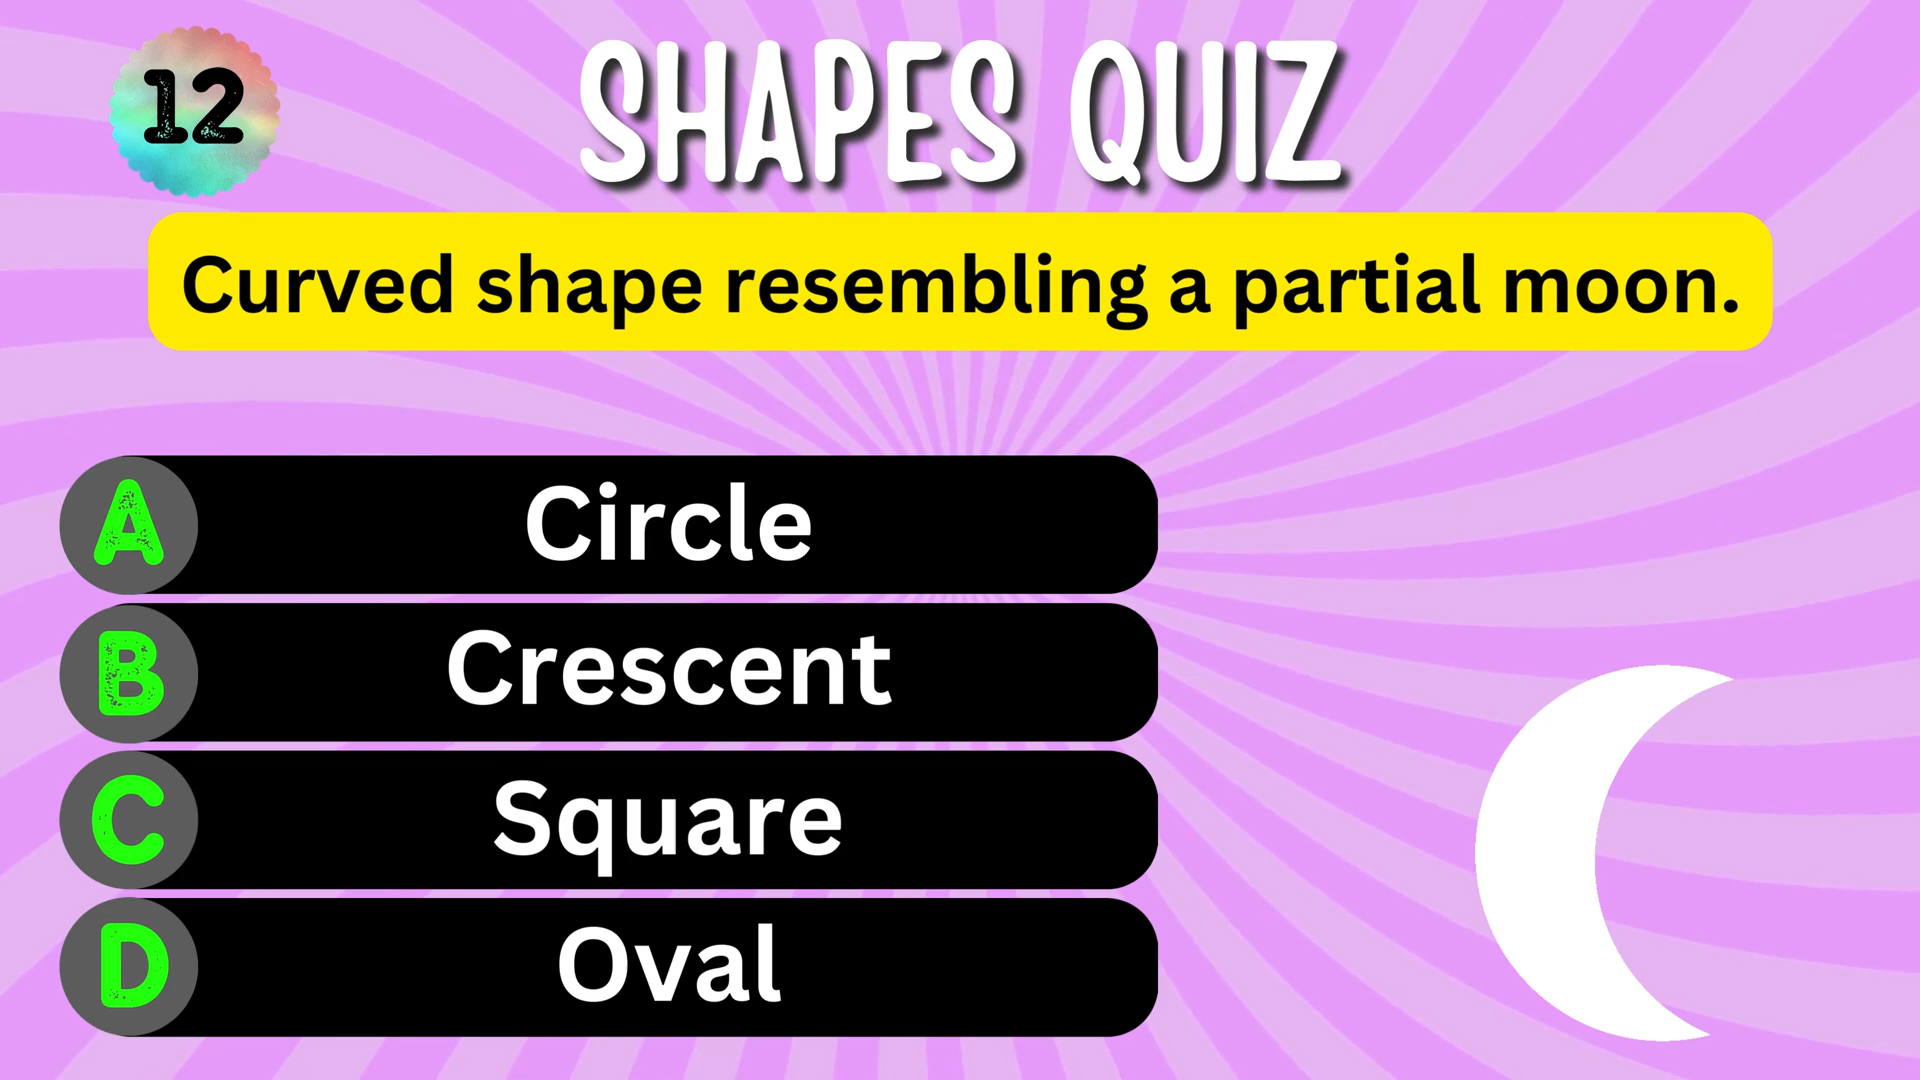 12
SHAPES QUIZ
Curved shape resembling a partial moon.
A Circle
B Crescent
C Square
D Oval